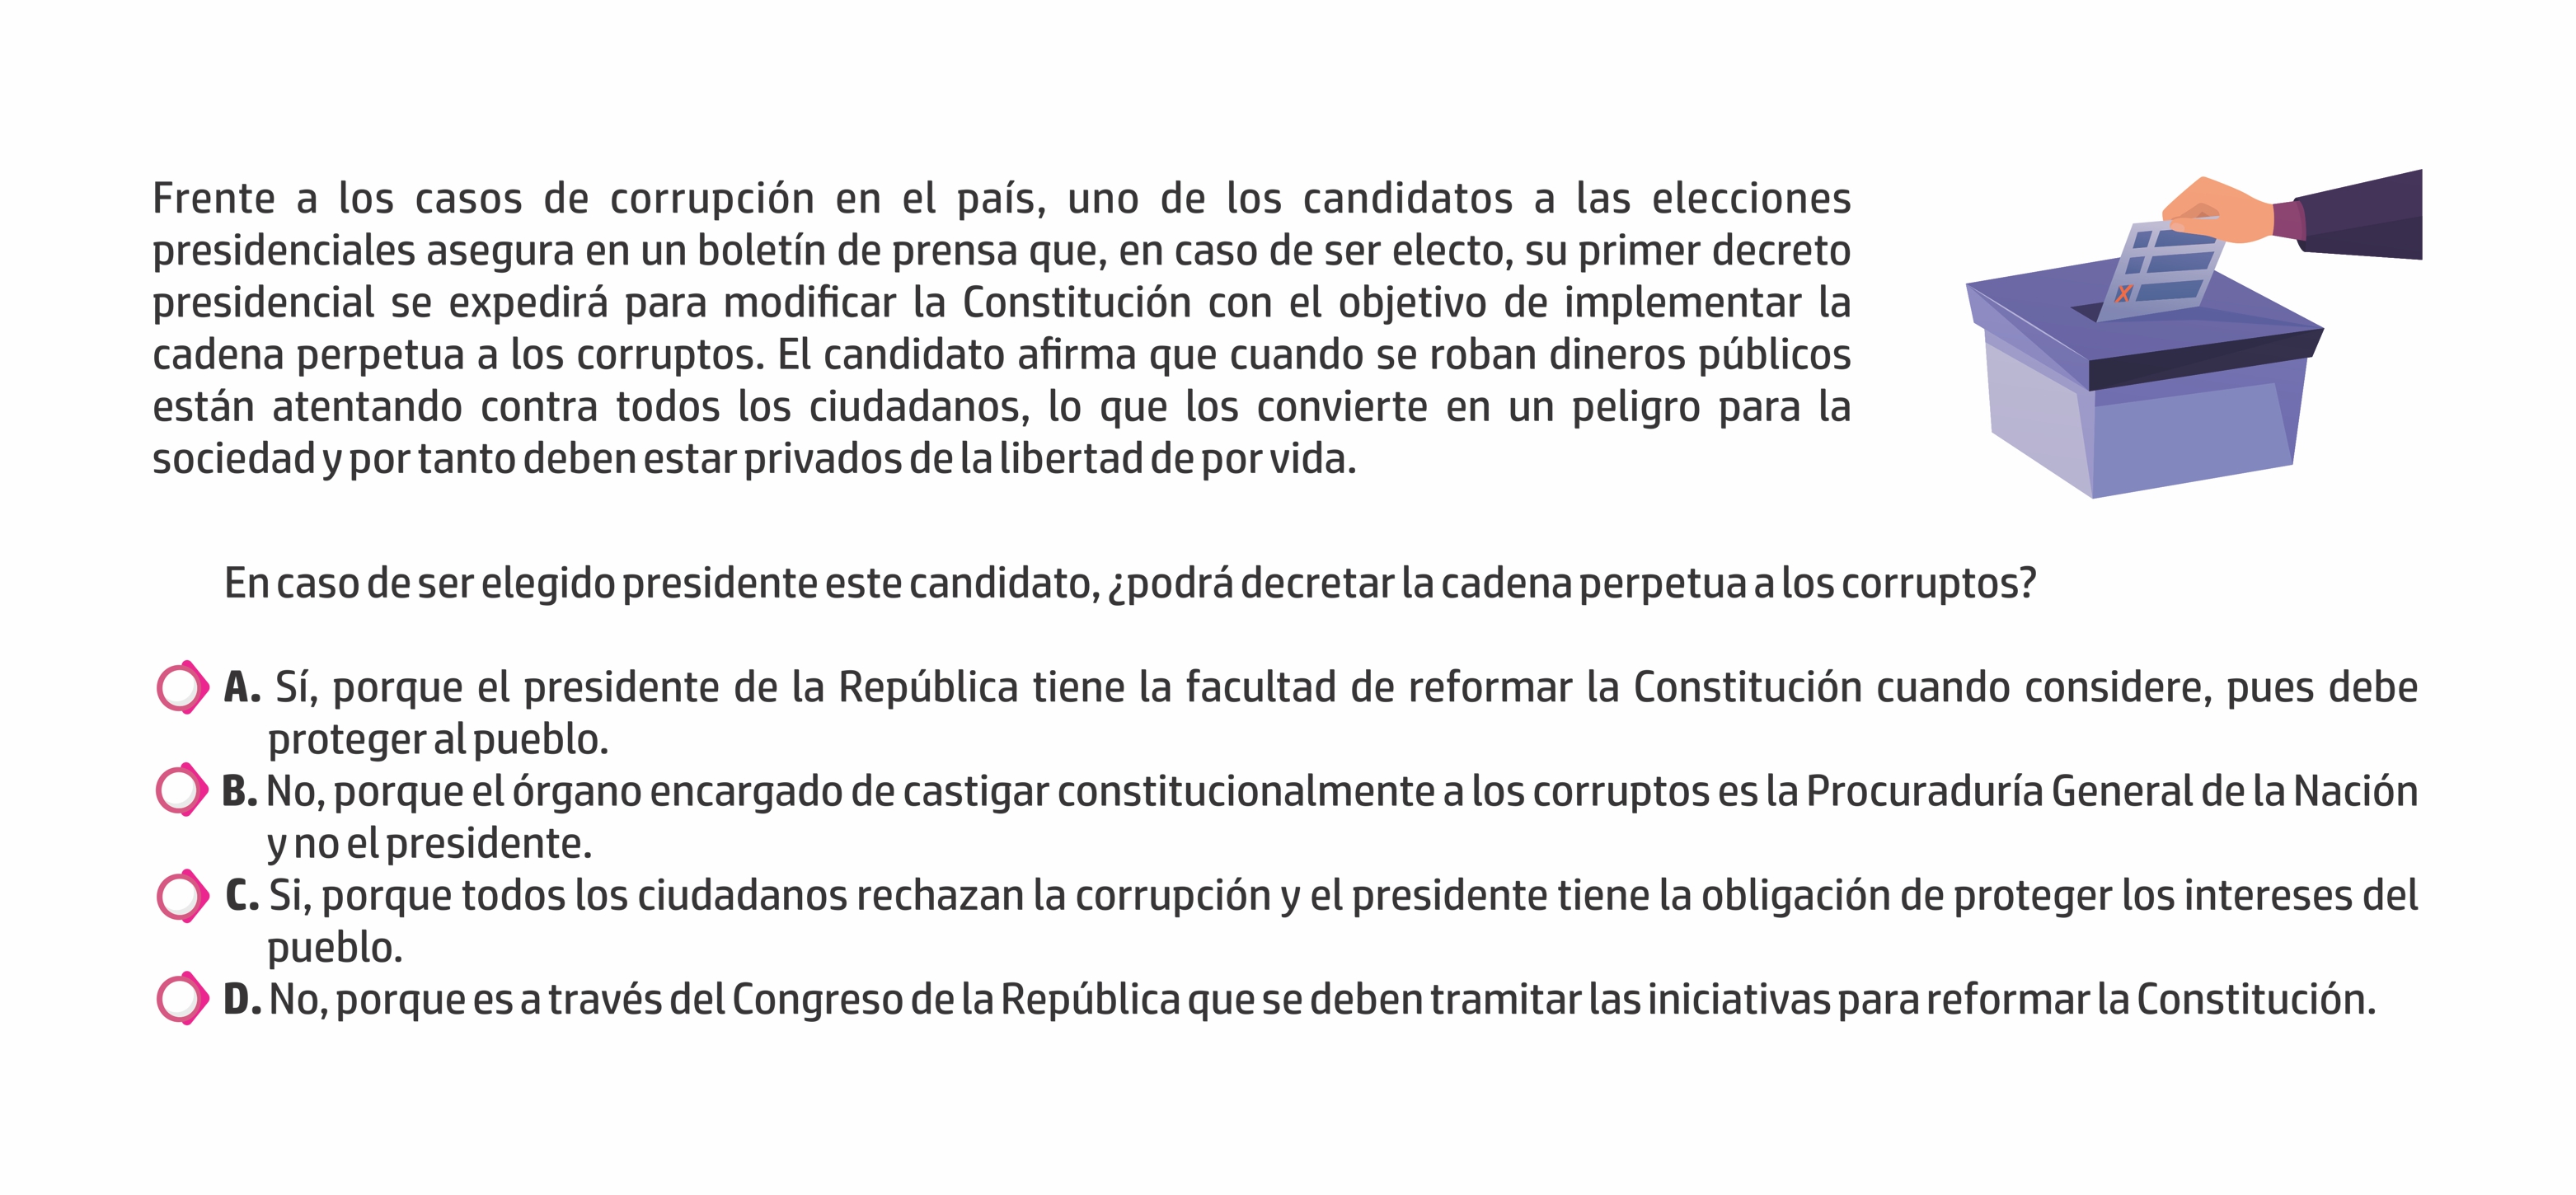 Frente a los casos de corrupción en el país, uno de los candidatos a las elecciones
presidenciales asegura en un boletín de prensa que, en caso de ser electo, su primer decreto
presidencial se expedirá para modificar la Constitución con el objetivo de implementar la
cadena perpetua a los corruptos. El candidato afirma que cuando se roban dineros públicos
están atentando contra todos los ciudadanos, lo que los convierte en un peligro para la
sociedad y por tanto deben estar privados de la libertad de por vida.
En caso de ser elegido presidente este candidato, ¿podrá decretar la cadena perpetua a los corruptos?
A. Sí, porque el presidente de la República tiene la facultad de reformar la Constitución cuando considere, pues debe
proteger al pueblo.
B. No, porque el órgano encargado de castigar constitucionalmente a los corruptos es la Procuraduría General de la Nación
y no el presidente.
C. Si, porque todos los ciudadanos rechazan la corrupción y el presidente tiene la obligación de proteger los intereses del
pueblo.
D. No, porque es a través del Congreso de la República que se deben tramitar las iniciativas para reformar la Constitución.